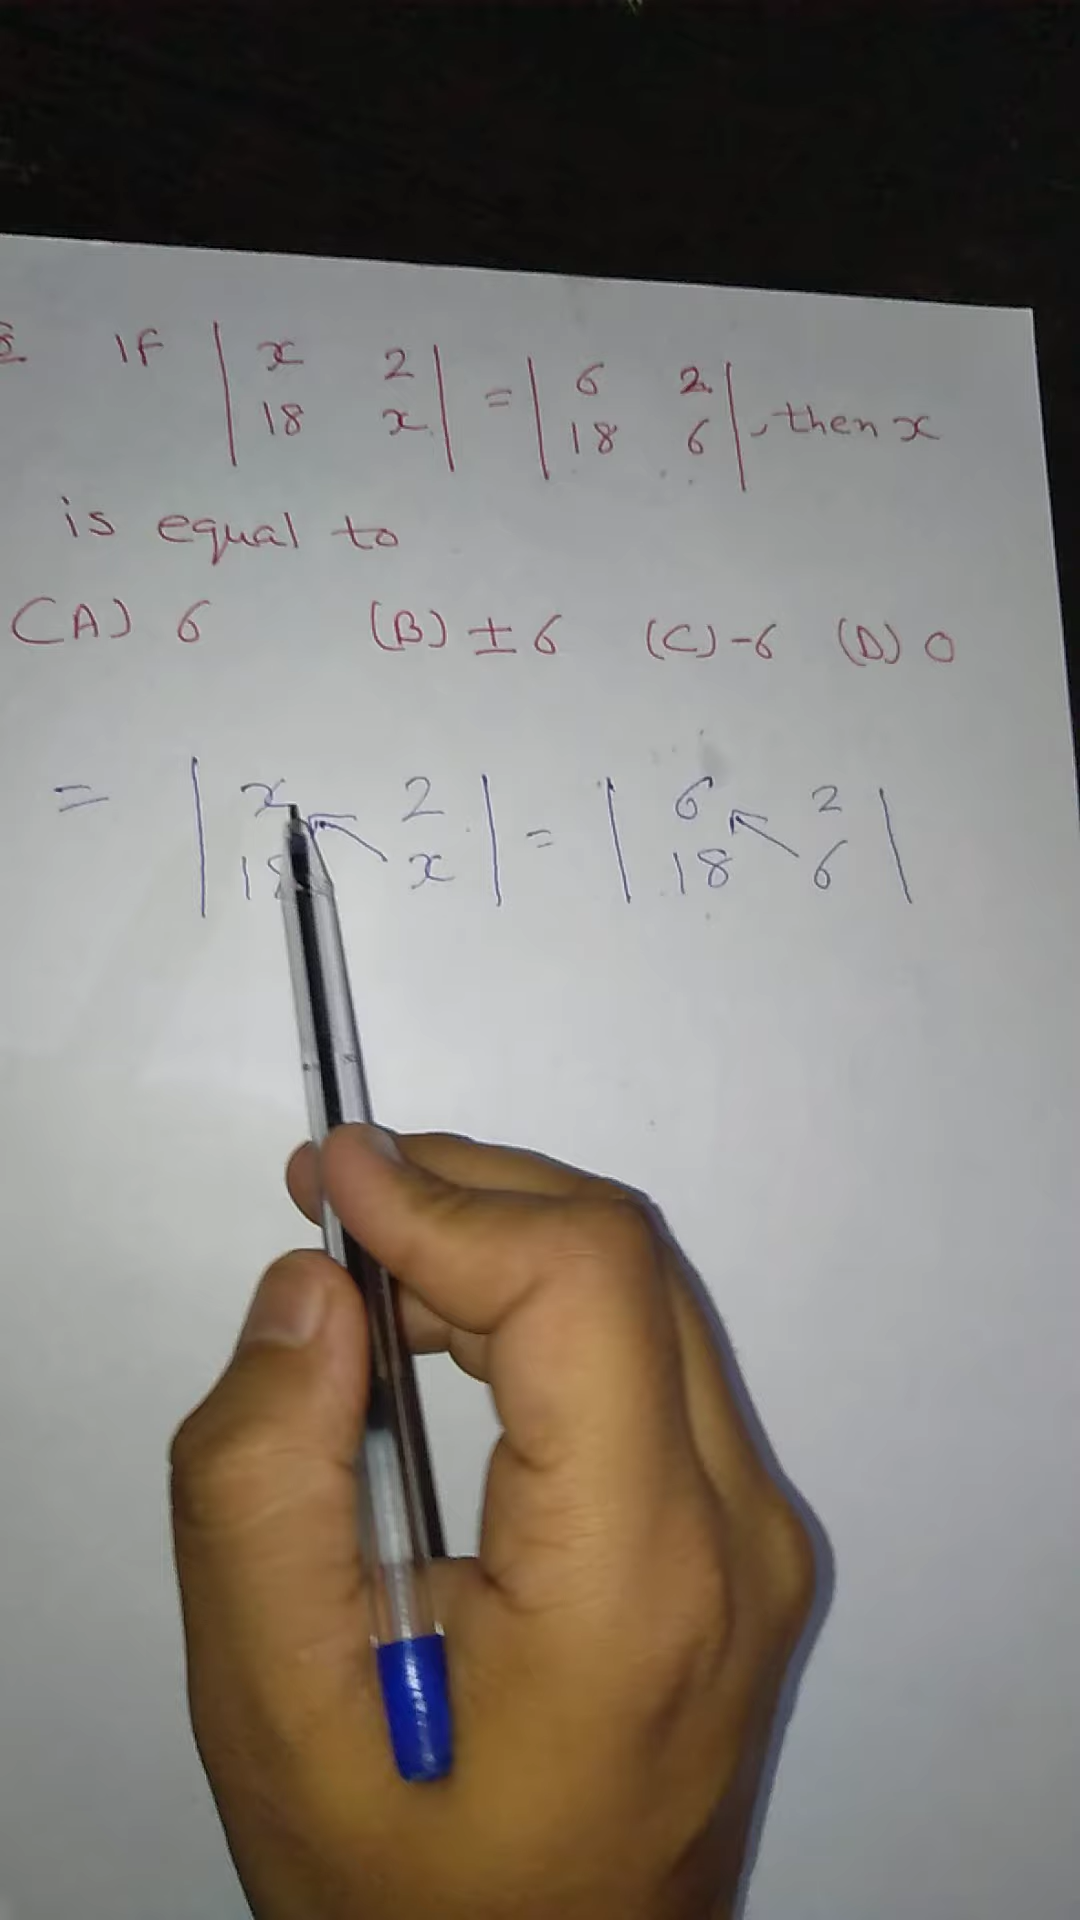 If | x 2 | = | 6 2 |, then x
| 18 x | | 18 6 |
is equal to
(A) 6 (B) ± 6 (C) -6 (D) 0
= | x 2 | = | 6 2 |
| 18 x | | 18 6 |